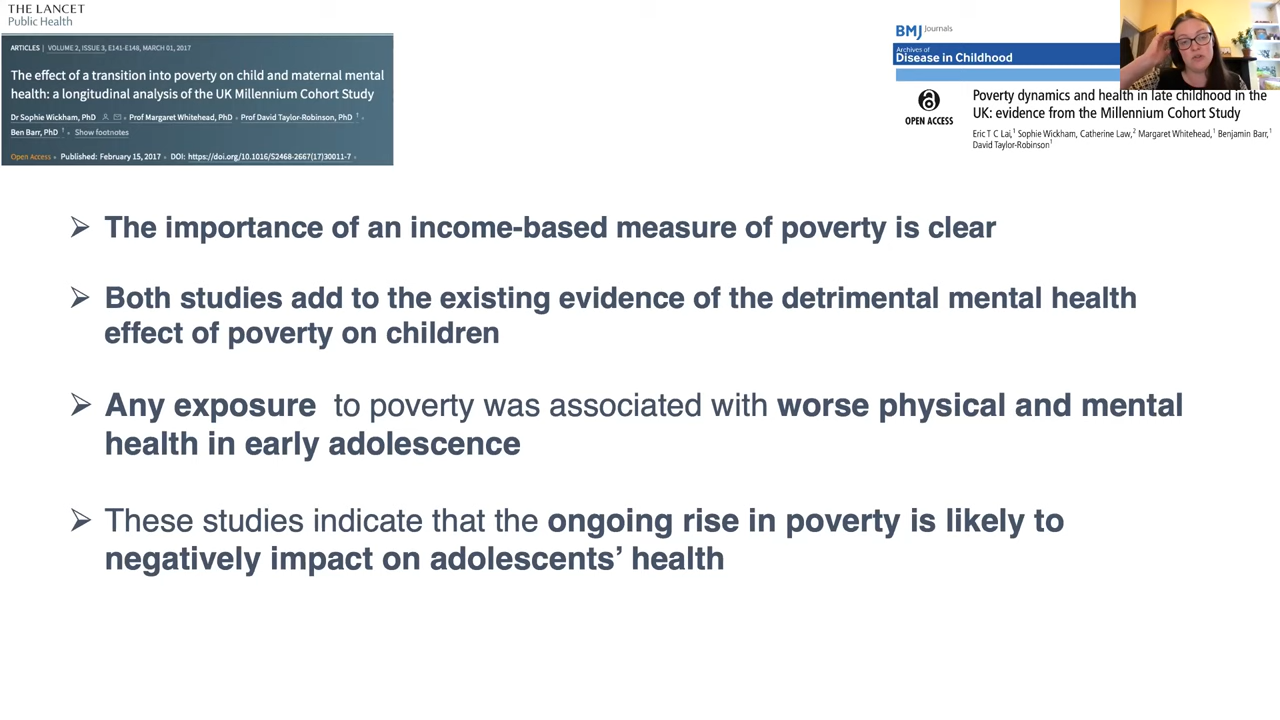 THE LANCET
Public Health
ARTICLES | VOLUME 2, ISSUE 3, E141-E148, MARCH 01, 2017
The effect of a transition into poverty on child and maternal mental
health: a longitudinal analysis of the UK Millennium Cohort Study
Dr Sophie Wickham, PhD • Prof Margaret Whitehead, PhD • Prof David Taylor-Robinson, PhD † •
Ben Barr, PhD † • Show footnotes
Open Access • Published: February 15, 2017 • DOI: https://doi.org/10.1016/S2468-2667(17)30011-7 •
BMJ Journals
Archives of
Disease in Childhood
OPEN ACCESS
Poverty dynamics and health in late childhood in the
UK: evidence from the Millennium Cohort Study
Eric T C Lai,1 Sophie Wickham, Catherine Law,2 Margaret Whitehead,1 Benjamin Barr,1
David Taylor-Robinson1
➢ The importance of an income-based measure of poverty is clear
➢ Both studies add to the existing evidence of the detrimental mental health
effect of poverty on children
➢ Any exposure to poverty was associated with worse physical and mental
health in early adolescence
➢ These studies indicate that the ongoing rise in poverty is likely to
negatively impact on adolescents’ health